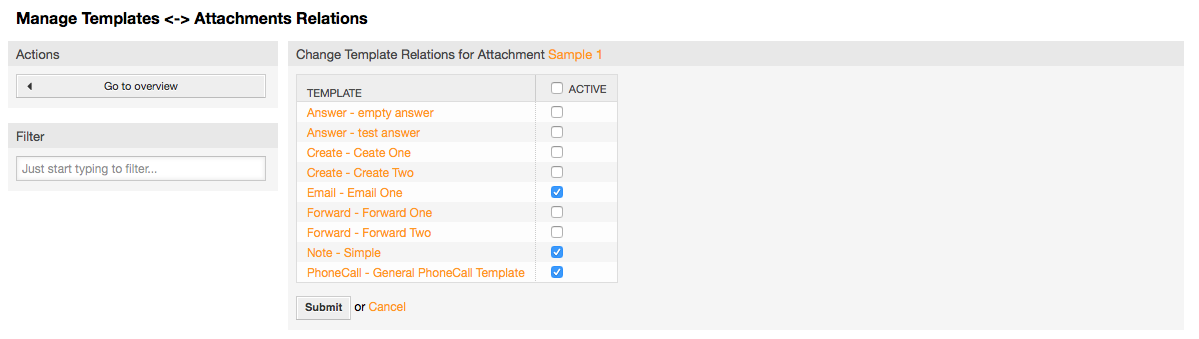 Manage Templates <-> Attachments Relations
Actions
Go to overview
Filter
Just start typing to filter...
Change Template Relations for Attachment Sample 1
TEMPLATE ACTIVE
Answer - empty answer
Answer - test answer
Create - Ceate One
Create - Create Two
Email - Email One
Forward - Forward One
Forward - Forward Two
Note - Simple
PhoneCall - General PhoneCall Template
Submit or Cancel